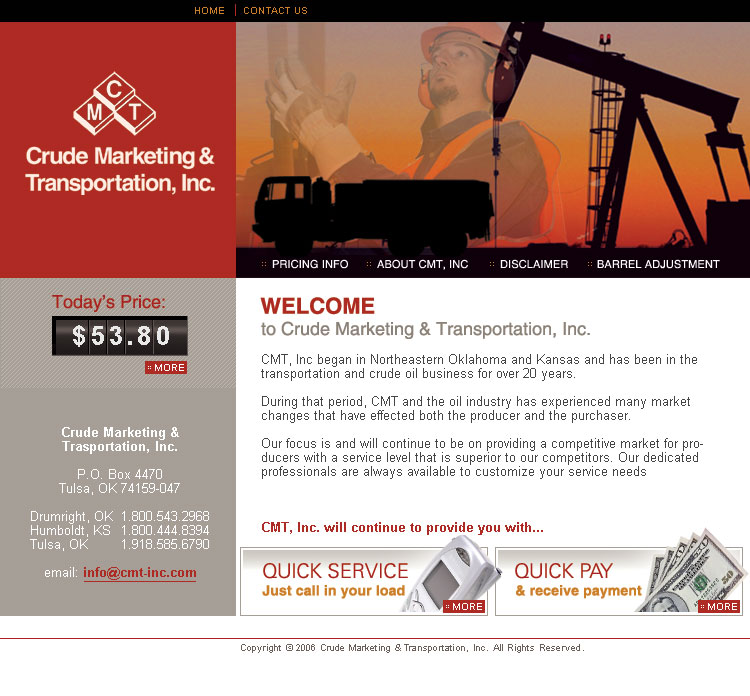 HOME | CONTACT US
C
M T
Crude Marketing &
Transportation, Inc.
PRICING INFO
ABOUT CMT, INC
DISCLAIMER
BARREL ADJUSTMENT
Today's Price:
$53.80
MORE
Crude Marketing &
Trasportation, Inc.
P.O. Box 4470
Tulsa, OK 74159-047
Drumright, OK 1.800.543.2968
Humboldt, KS 1.800.444.8394
Tulsa, OK 1.918.585.6790
email: info@cmt-inc.com
WELCOME
to Crude Marketing & Transportation, Inc.
CMT, Inc began in Northeastern Oklahoma and Kansas and has been in the
transportation and crude oil business for over 20 years.
During that period, CMT and the oil industry has experienced many market
changes that have effected both the producer and the purchaser.
Our focus is and will continue to be on providing a competitive market for pro-
ducers with a service level that is superior to our competitors. Our dedicated
professionals are always available to customize your service needs
CMT, Inc. will continue to provide you with...
QUICK SERVICE
Just call in your load
MORE
QUICK PAY
& receive payment
50
MORE
Copyright © 2006 Crude Marketing & Transportation, Inc. All Rights Reserved.